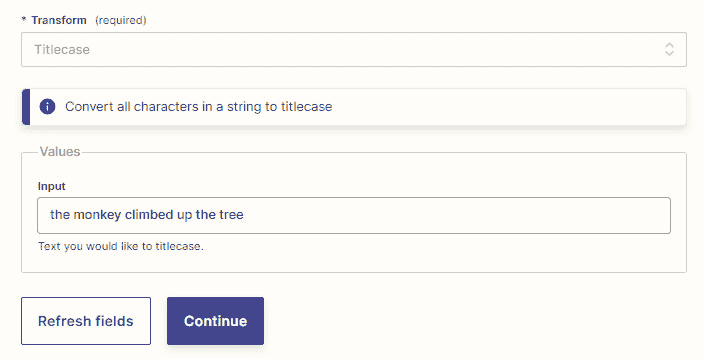 * Transform (required)
Titlecase
Convert all characters in a string to titlecase
Values
Input
the monkey climbed up the tree
Text you would like to titlecase.
Refresh fields
Continue